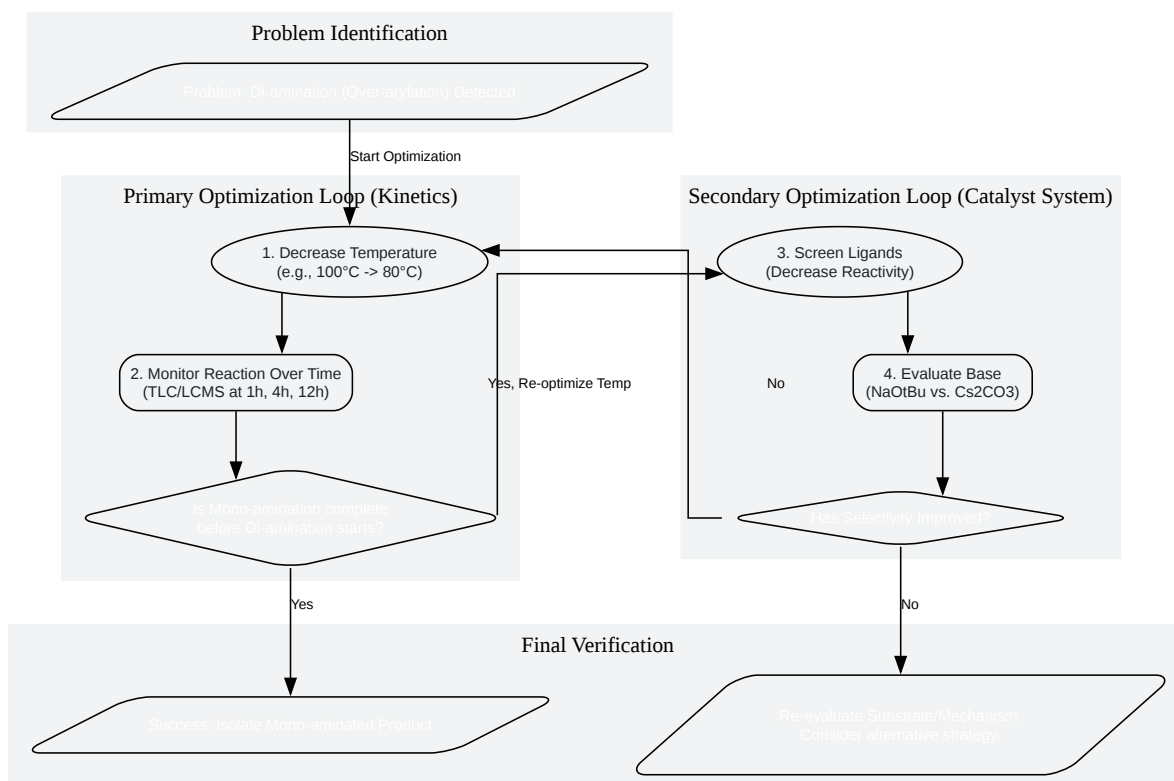 Problem Identification
Problem: Di-amination (Over-arylation) Detected
Start Optimization
Primary Optimization Loop (Kinetics)
1. Decrease Temperature
(e.g., 100°C -> 80°C)
2. Monitor Reaction Over Time
(TLC/LCMS at 1h, 4h, 12h)
Is Mono-amination complete
before Di-amination starts?
Secondary Optimization Loop (Catalyst System)
3. Screen Ligands
(Decrease Reactivity)
Yes, Re-optimize Temp
No
4. Evaluate Base
(NaOtBu vs. Cs2CO3)
Has Selectivity Improved?
Yes
No
Final Verification
Success: Isolate Mono-aminated Product
Re-evaluate Substrate/Mechanism.
Consider alternative strategy.